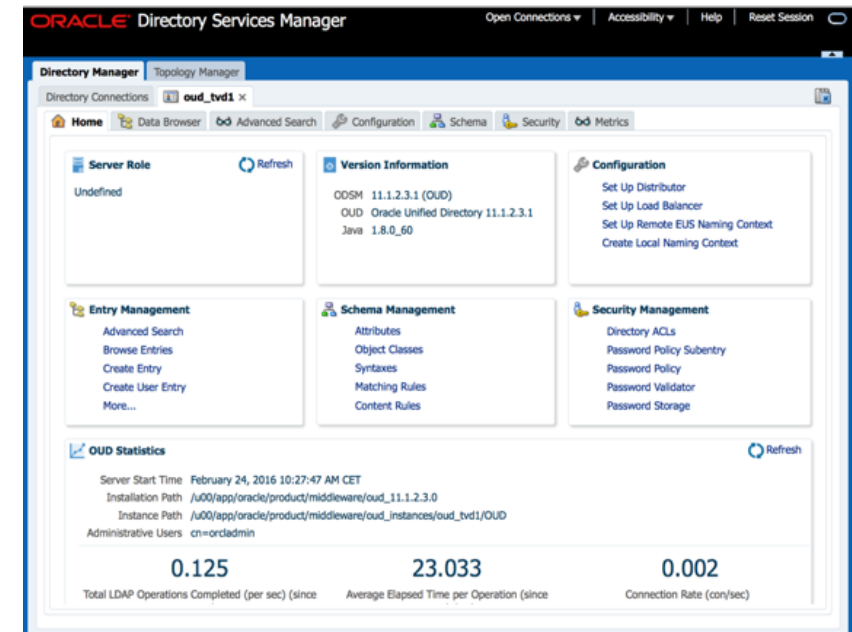 ORACLE Directory Services Manager
Open Connections Accessibility Help Reset Session
Directory Manager Topology Manager
Directory Connections oud_tvd1 ×
Home Data Browser Advanced Search Configuration Schema Security Metrics
Server Role Refresh
Undefined
Version Information
ODSM 11.1.2.3.1 (OUD)
OUD Oracle Unified Directory 11.1.2.3.1
Java 1.8.0_60
Configuration
Set Up Distributor
Set Up Load Balancer
Set Up Remote EUS Naming Context
Create Local Naming Context
Entry Management
Advanced Search
Browse Entries
Create Entry
Create User Entry
More...
Schema Management
Attributes
Object Classes
Syntaxes
Matching Rules
Content Rules
Security Management
Directory ACLs
Password Policy Subentry
Password Policy
Password Validator
Password Storage
OUD Statistics Refresh
Server Start Time February 24, 2016 10:27:47 AM CET
Installation Path /u00/app/oracle/product/middleware/oud_11.1.2.3.0
Instance Path /u00/app/oracle/product/middleware/oud_instances/oud_tvd1/OUD
Administrative Users cn=orcladmin
0.125 23.033 0.002
Total LDAP Operations Completed (per sec) (since Average Elapsed Time per Operation (since Connection Rate (con/sec)